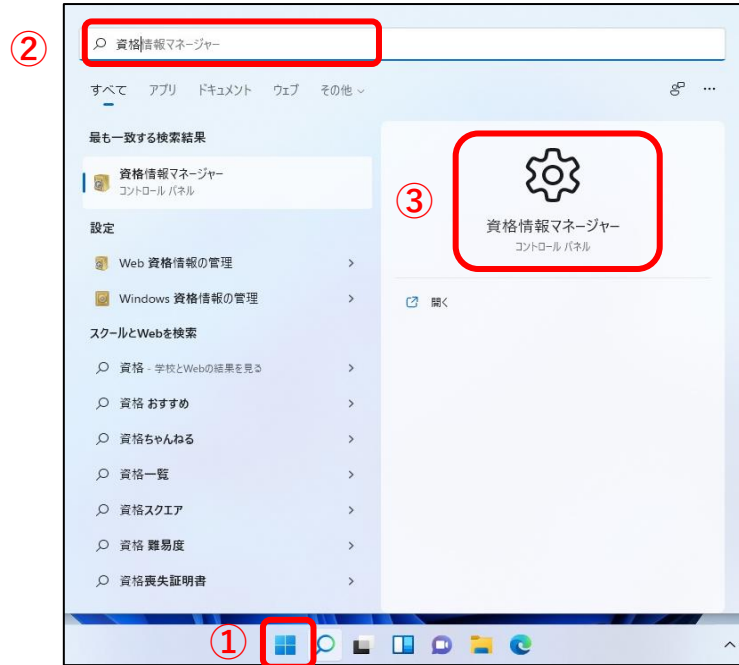 ②
資格情報マネージャー
すべて アプリ ドキュメント ウェブ その他
最も一致する検索結果
資格情報マネージャー
コントロール パネル
設定
Web 資格情報の管理
Windows 資格情報の管理
スクールとWebを検索
資格 - 学校とWebの結果を見る
資格 おすすめ
資格ちゃんねる
資格一覧
資格スクエア
資格 難易度
資格喪失証明書
③
資格情報マネージャー
コントロール パネル
開く
①